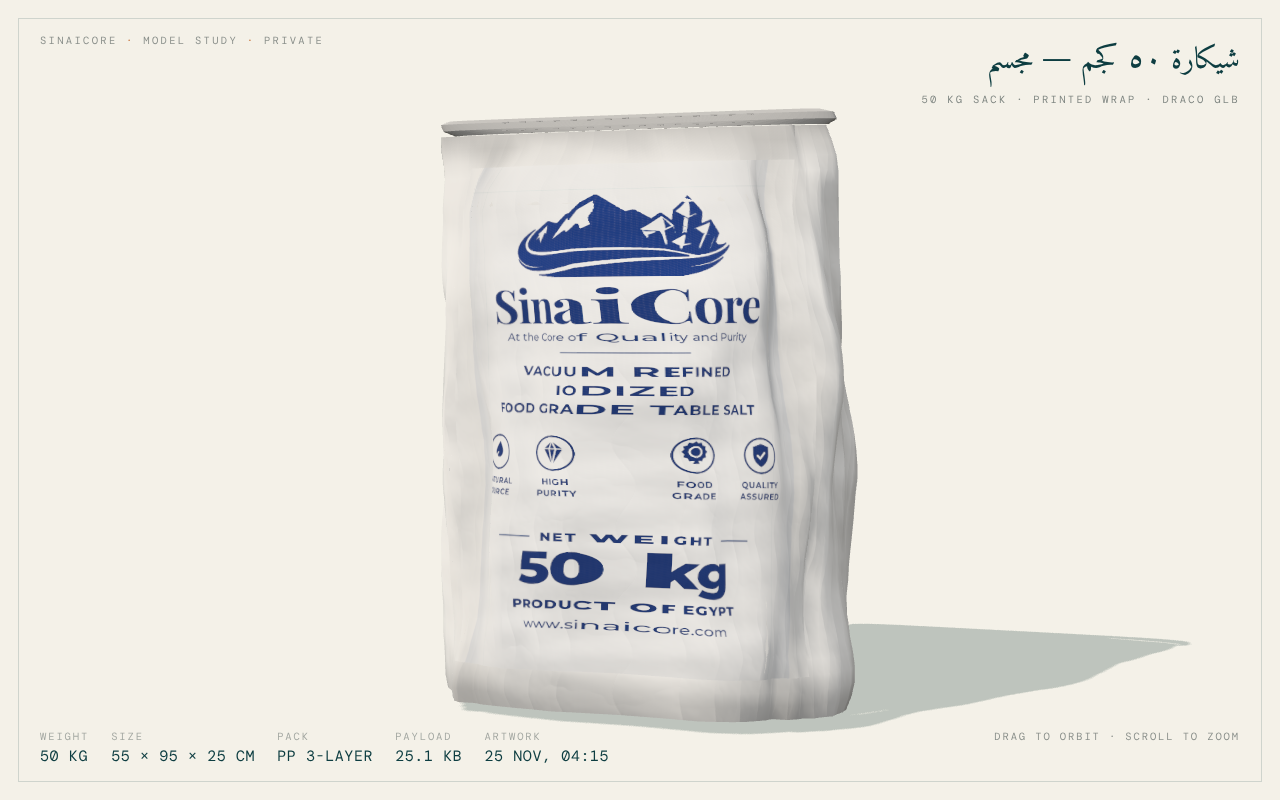 SINAICORE · MODEL STUDY · PRIVATE
شيكارة ٥٠ كجم — مجسم
50 KG SACK · PRINTED WRAP · DRACO GLB
SinaiCore
At the Core of Quality and Purity
VACUUM REFINED
IODIZED
FOOD GRADE TABLE SALT
HIGH PURITY
FOOD GRADE
QUALITY ASSURED
NET WEIGHT
50 kg
PRODUCT OF EGYPT
www.sinaicore.com
WEIGHT SIZE PACK PAYLOAD ARTWORK
50 KG 55 × 95 × 25 CM PP 3-LAYER 25.1 KB 25 NOV, 04:15
DRAG TO ORBIT · SCROLL TO ZOOM